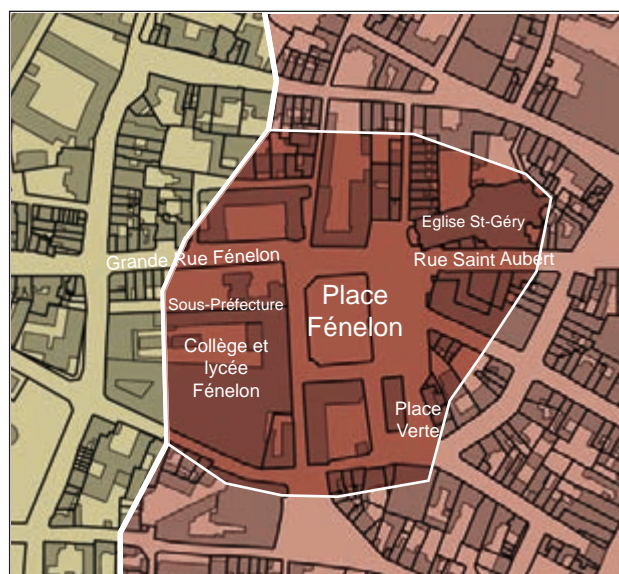 Eglise St-Géry
Grande Rue Fénelon
Rue Saint Aubert
Sous-Préfecture
Place
Fénelon
Collège et
lycée
Fénelon
Place
Verte